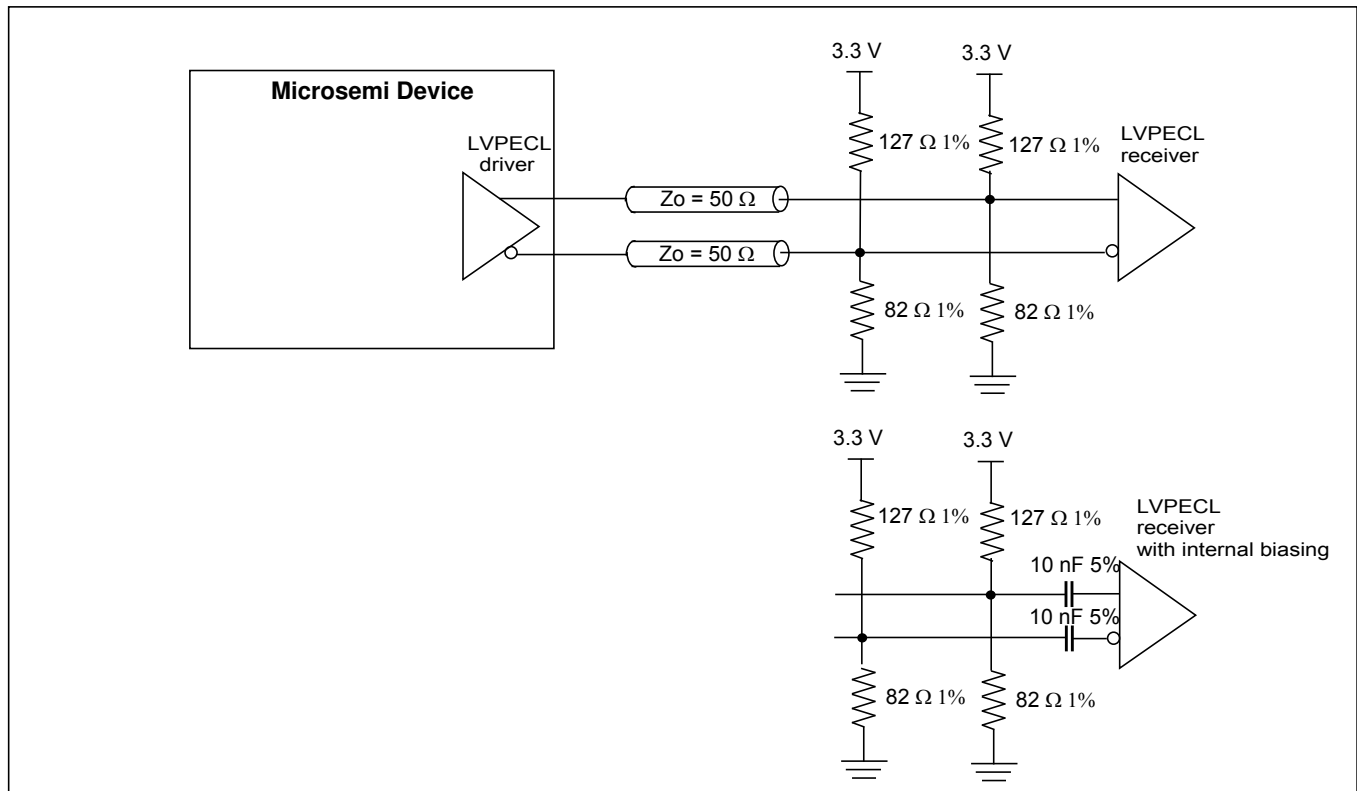 3.3 V
3.3 V
Microsemi Device
LVPECL
driver
127 Ω 1%
127 Ω 1%
LVPECL
receiver
Zo = 50 Ω
Zo = 50 Ω
82 Ω 1%
82 Ω 1%
3.3 V
3.3 V
127 Ω 1%
127 Ω 1%
LVPECL
receiver
with internal biasing
10 nF 5%
10 nF 5%
82 Ω 1%
82 Ω 1%